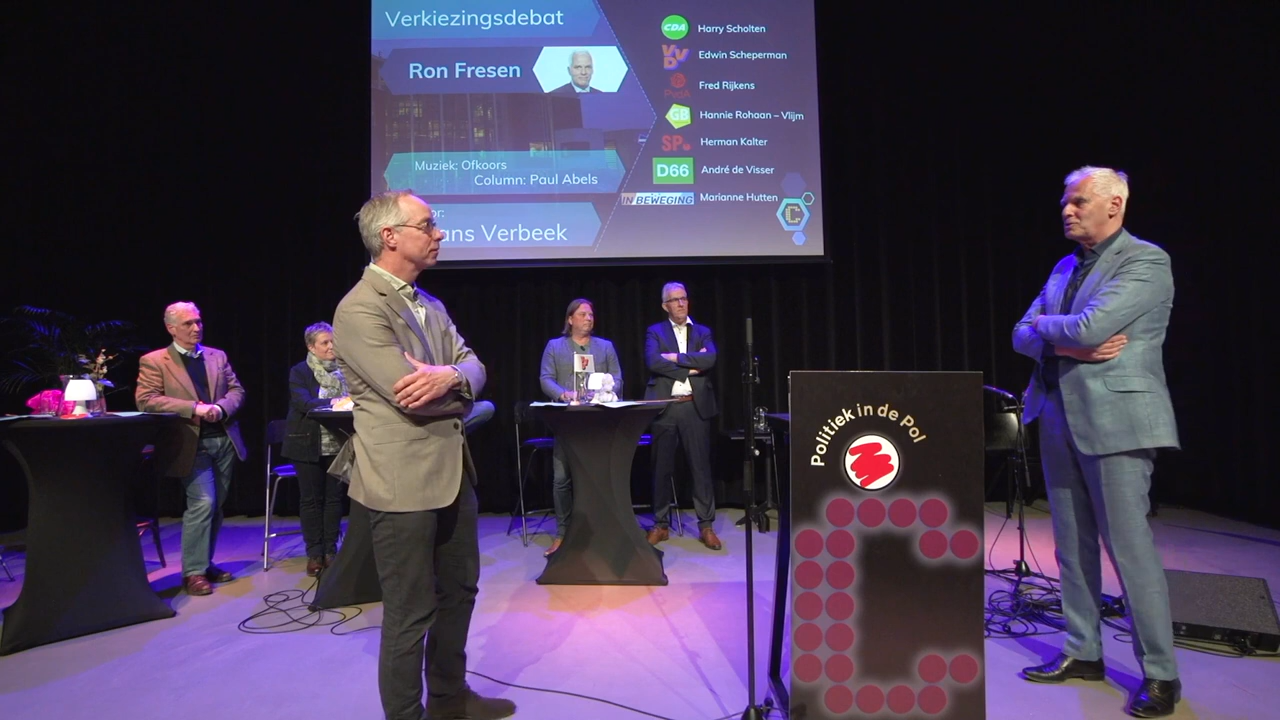 Verkiezingsdebat
Ron Fresen
Muziek: Ofkoors
Column: Paul Abels
or:
ans Verbeek
CDA Harry Scholten
VVD Edwin Scheperman
PvdA Fred Rijkens
GB Hannie Rohaan – Vlijm
SP. Herman Kalter
D66 André de Visser
IN BEWEGING Marianne Hutten
C
Politiek in de Pol
C